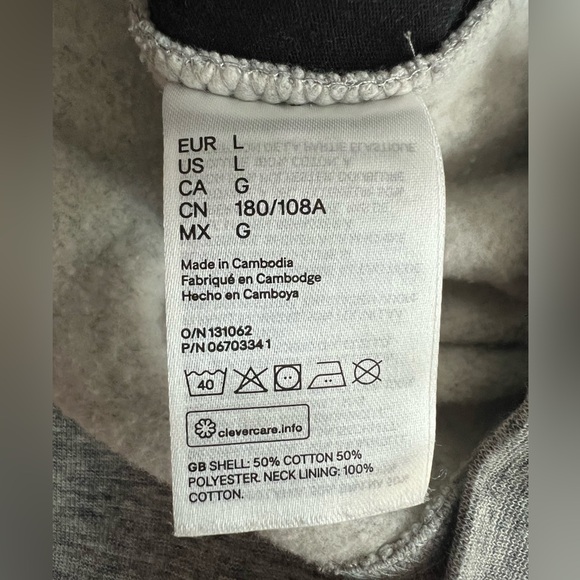 EUR L
US L
CA G
CN 180/108A
MX G
Made in Cambodia
Fabriqué en Cambodge
Hecho en Camboya
O/N 131062
P/N 06703341
40
clevercare.info
GB SHELL: 50% COTTON 50%
POLYESTER. NECK LINING: 100%
COTTON.